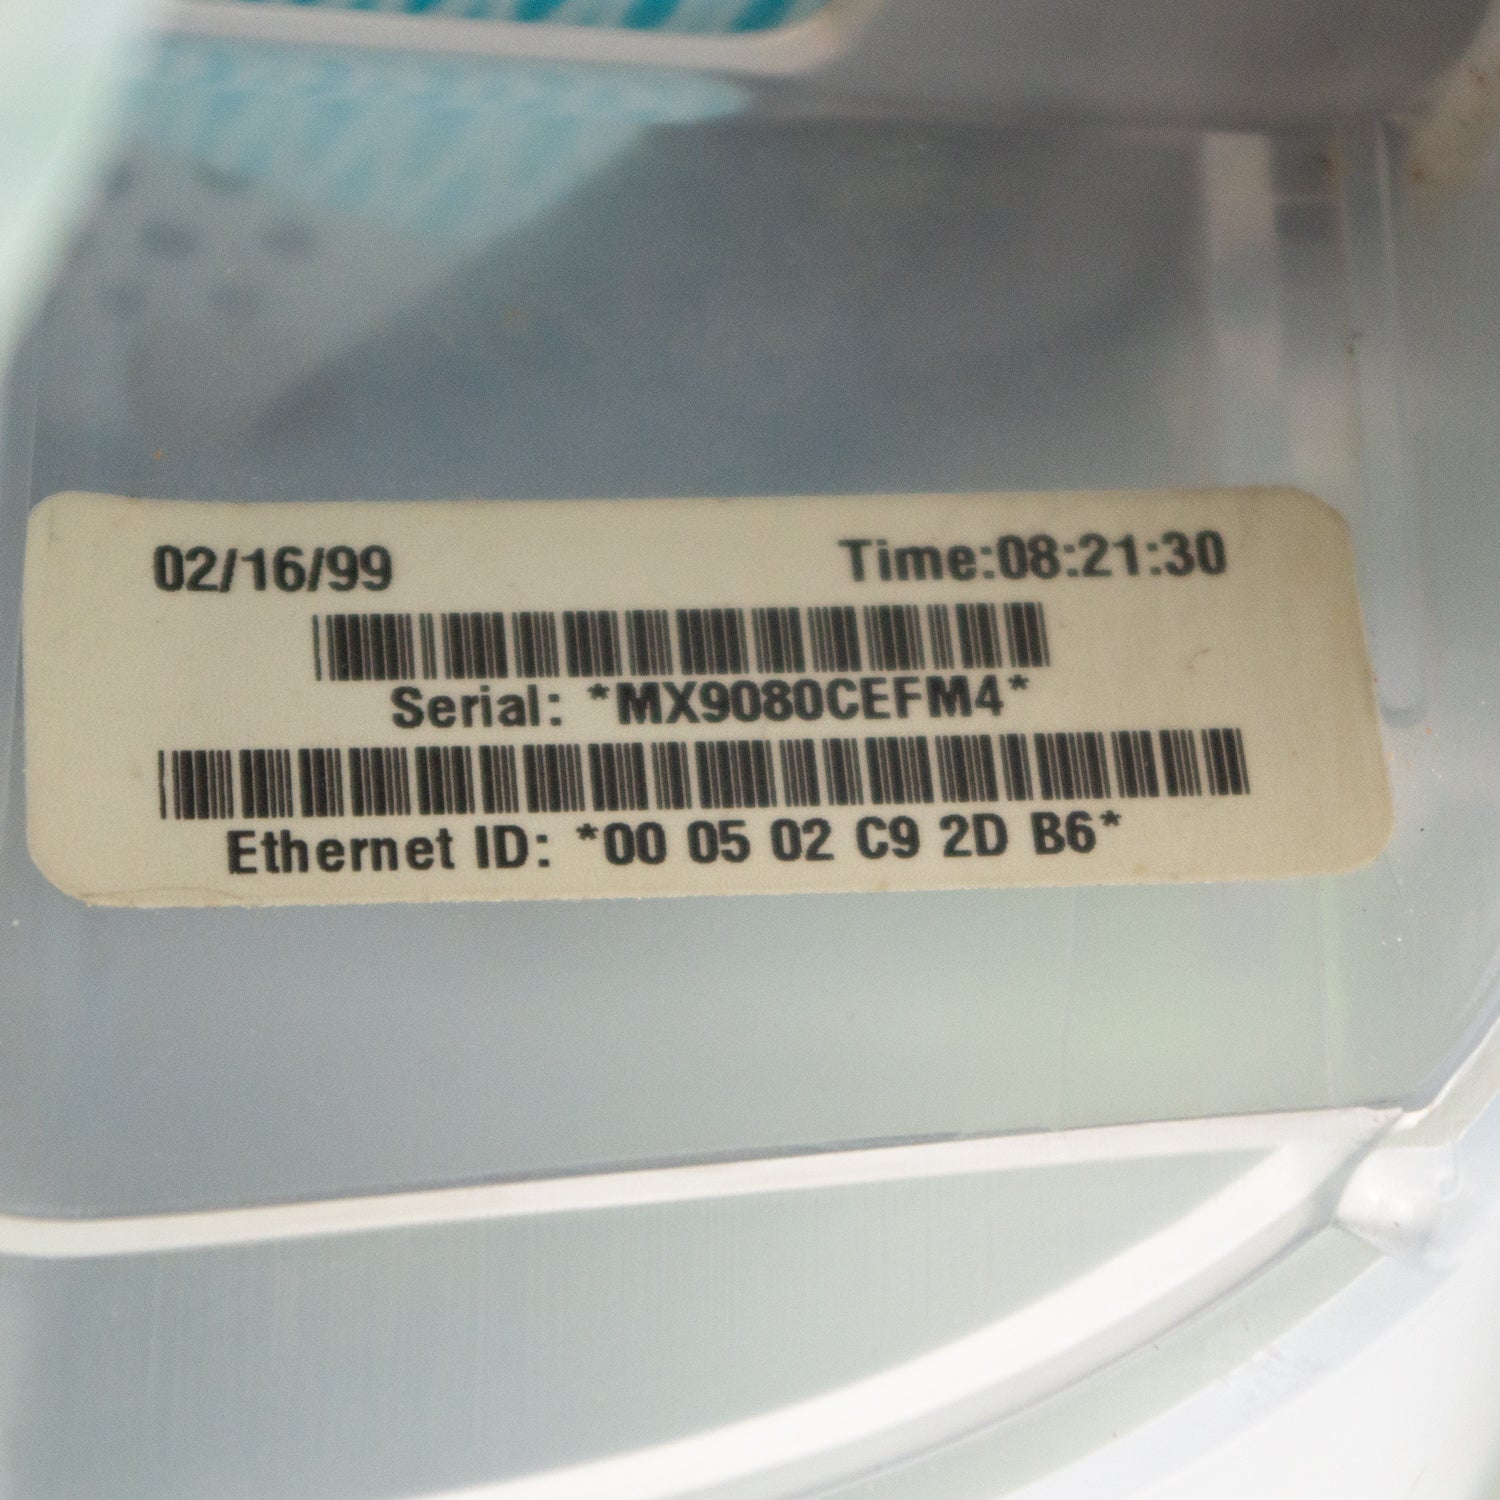 02/16/99 Time:08:21:30
Serial: *MX9080CEFM4*
Ethernet ID: *00 05 02 C9 2D B6*